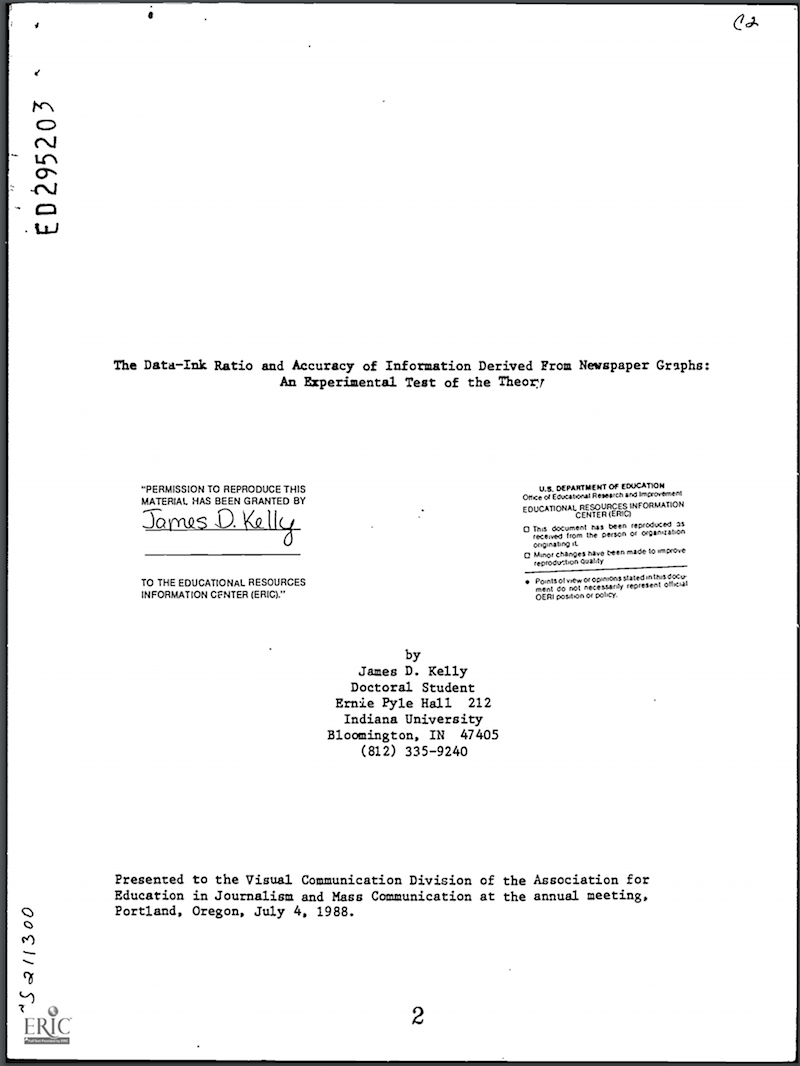 C2
ED295203
The Data-Ink Ratio and Accuracy of Information Derived From Newspaper Graphs:
An Experimental Test of the Theory
"PERMISSION TO REPRODUCE THIS
MATERIAL HAS BEEN GRANTED BY
James D. Kelly
TO THE EDUCATIONAL RESOURCES
INFORMATION CENTER (ERIC)."
U.S. DEPARTMENT OF EDUCATION
Office of Educational Research and Improvement
EDUCATIONAL RESOURCES INFORMATION
CENTER (ERIC)
This document has been reproduced as
received from the person or organization
originating it.
Minor changes have been made to improve
reproduction quality
• Points of view or opinions stated in this docu-
ment do not necessarily represent official
OERI position or policy.
by
James D. Kelly
Doctoral Student
Ernie Pyle Hall 212
Indiana University
Bloomington, IN 47405
(812) 335-9240
Presented to the Visual Communication Division of the Association for
Education in Journalism and Mass Communication at the annual meeting,
Portland, Oregon, July 4, 1988.
211300
ERIC
2